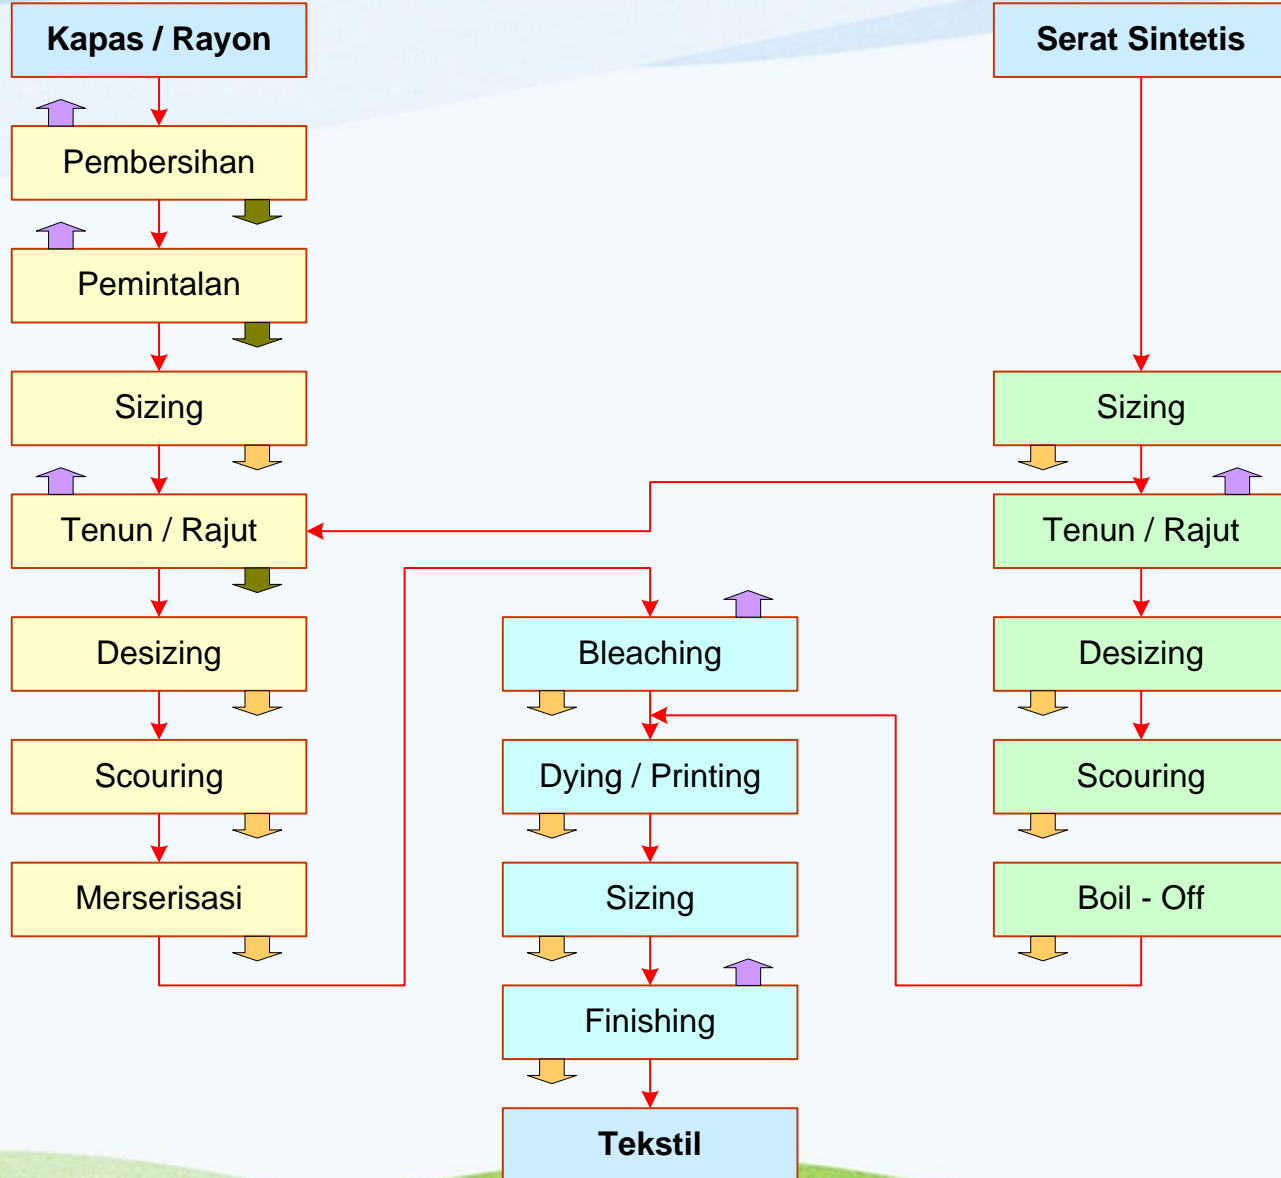 Kapas / Rayon
Pembersihan
Pemintalan
Sizing
Tenun / Rajut
Desizing
Scouring
Merserisasi
Bleaching
Dying / Printing
Sizing
Finishing
Tekstil
Serat Sintetis
Sizing
Tenun / Rajut
Desizing
Scouring
Boil - Off